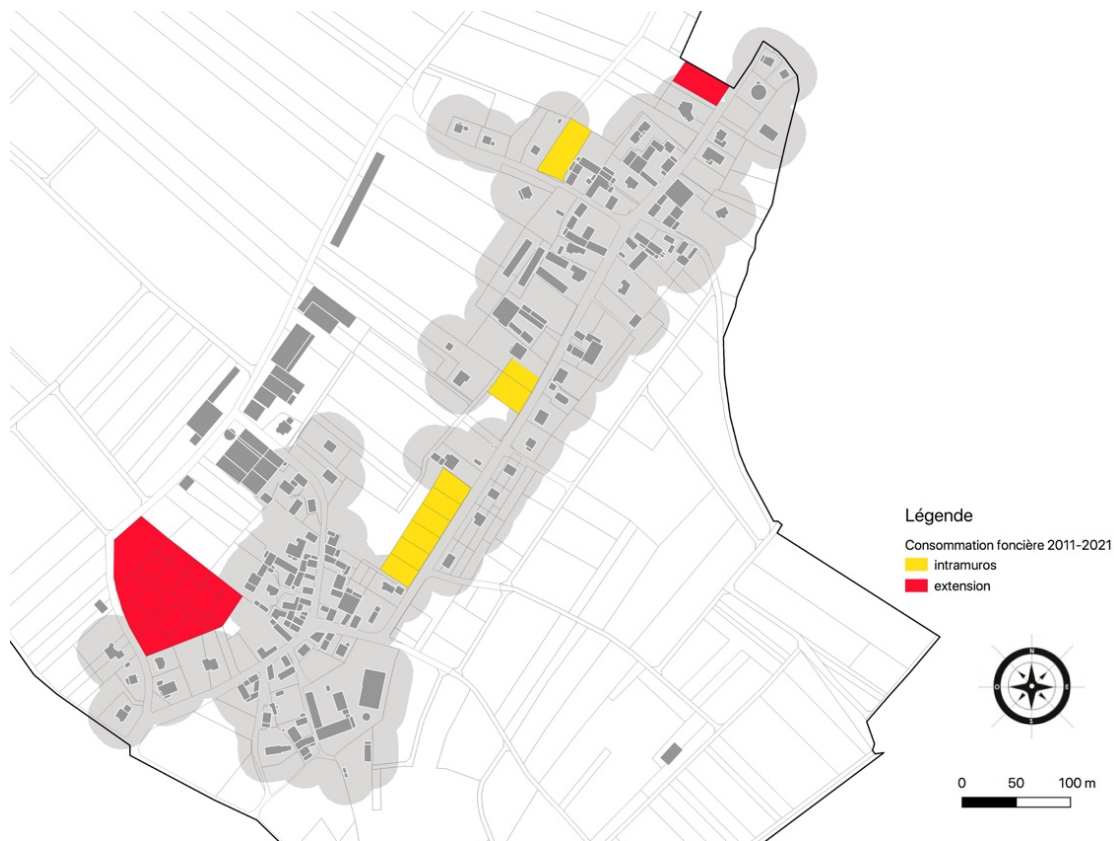 Légende
Consommation foncière 2011-2021
intramuros
extension
N
O
E
S
0 50 100 m